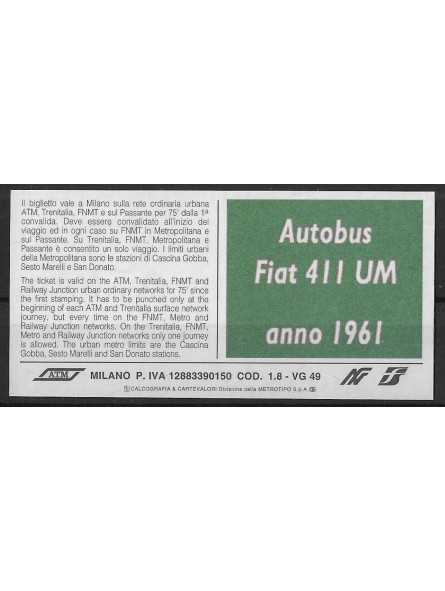 Il biglietto vale a Milano sulla rete ordinaria urbana
ATM, Trenitalia, FNMT e sul Passante per 75' dalla 1ª
convalida. Deve essere convalidato all'inizio del
viaggio ed in ogni caso su FNMT in Metropolitana e
sul Passante. Su Trenitalia, FNMT, Metropolitana e
Passante è consentito un solo viaggio. I limiti urbani
della Metropolitana sono le stazioni di Cascina Gobba,
Sesto Marelli e San Donato.
The ticket is valid on the ATM, Trenitalia, FNMT and
Railway Junction urban ordinary networks for 75' since
the first stamping. It has to be punched only at the
beginning of each ATM and Trenitalia surface network
journey, but every time on the FNMT, Metro and
Railway Junction networks. On the Trenitalia, FNMT,
Metro and Railway Junction networks only one journey
is allowed. The urban metro limits are the Cascina
Gobba, Sesto Marelli and San Donato stations.
Autobus
Fiat 411 UM
anno 1961
ATM MILANO P. IVA 12883390150 COD. 1.8 - VG 49
CALCOGRAFIA & CARTEVALORI Divisione della METROTIPO S.p.A.